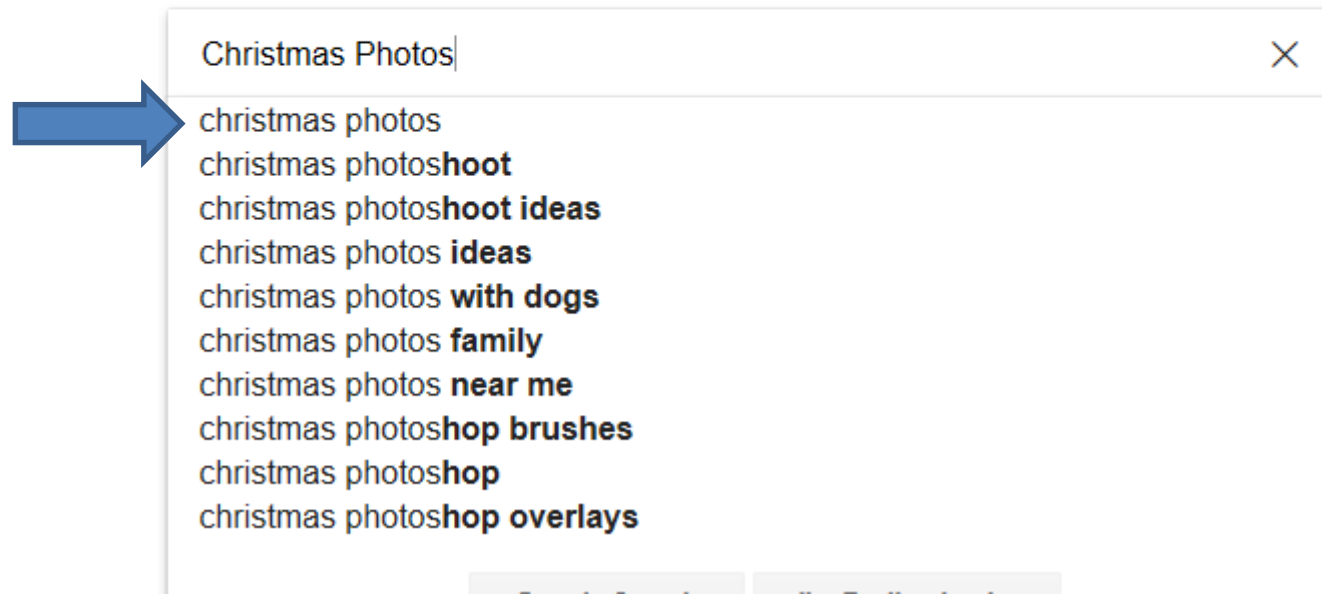 Christmas Photos
christmas photos
christmas photoshoot
christmas photoshoot ideas
christmas photos ideas
christmas photos with dogs
christmas photos family
christmas photos near me
christmas photoshop brushes
christmas photoshop
christmas photoshop overlays